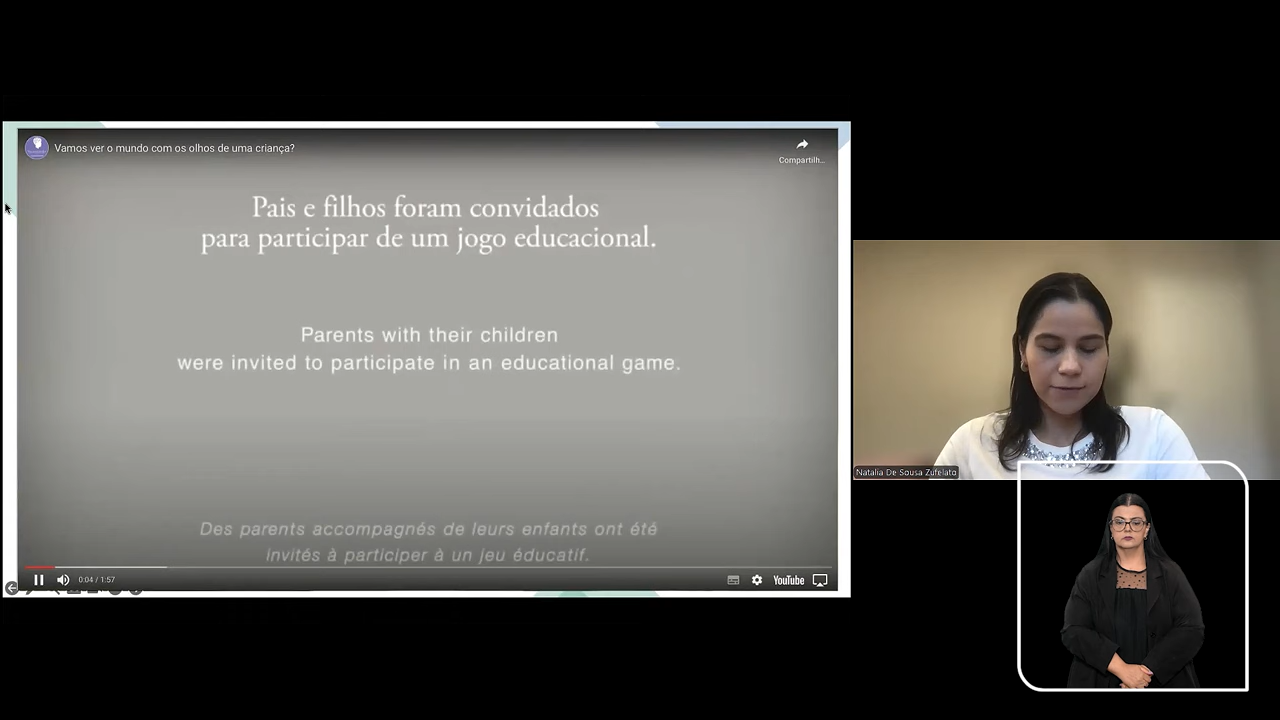 Vamos ver o mundo com os olhos de uma criança?
Compartilh...
Pais e filhos foram convidados
para participar de um jogo educacional.
Parents with their children
were invited to participate in an educational game.
Des parents accompagnés de leurs enfants ont été
invités à participer à un jeu éducatif.
0:04 / 1:57
YouTube
Natalia De Sousa Zufelato